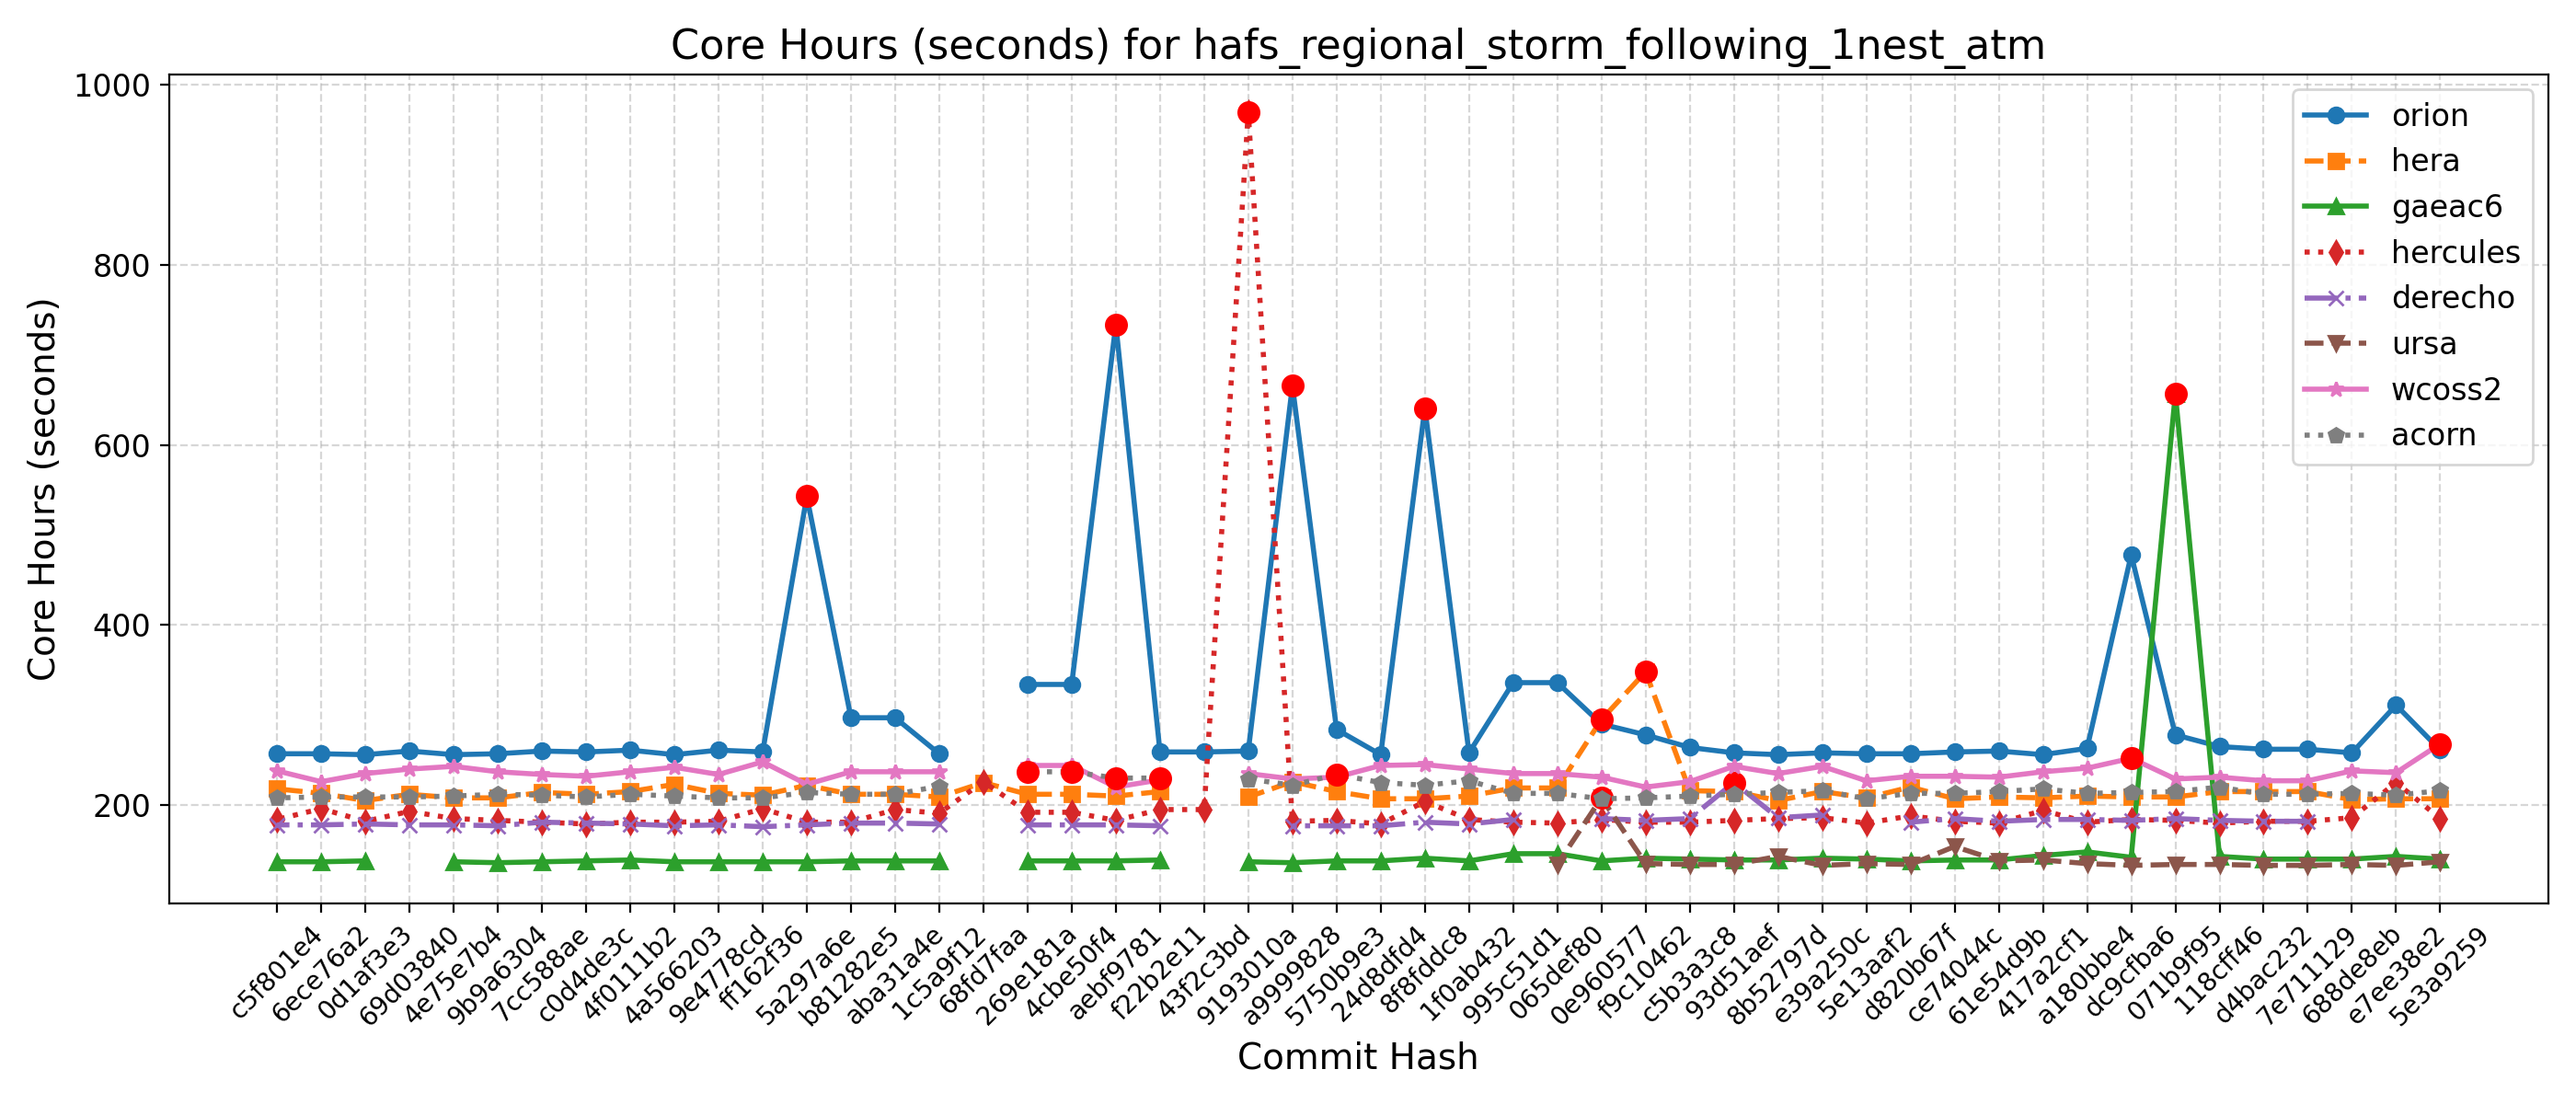 Core Hours (seconds) for hafs_regional_storm_following_1nest_atm
Core Hours (seconds)
1000
800
600
400
200
orion
hera
gaeac6
hercules
derecho
ursa
wcoss2
acorn
c5f801e4
6ece76a2
0d1af3e3
69d03840
4e75e7b4
9b9a6304
7cc588ae
c0d4de3c
4f0111b2
4a566203
9e4778cd
ff162f36
5a297a6e
b81282e5
aba31a4e
1c5a9f12
68fd7faa
269e181a
4cbe50f4
aebf9781
f22b2e11
43f2c3bd
9193010a
a9999828
5750b9e3
24d8dfd4
8f8fddc8
1f0ab432
995c51d1
065def80
0e960577
f9c10462
c5b3a3c8
93d51aef
8b52797d
e39a250c
5e13aaf2
d820b67f
ce74044c
61e54d9b
417a2cf1
a180bbe4
dc9cfba6
071b9f95
118cff46
d4bac232
7e711129
688de8eb
e7ee38e2
5e3a9259
Commit Hash